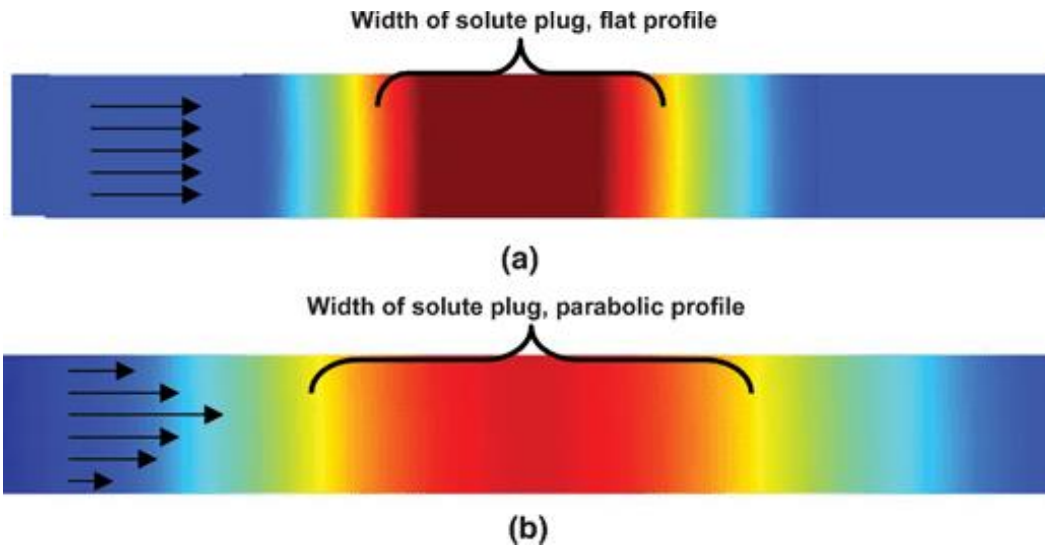 Width of solute plug, flat profile
(a)
Width of solute plug, parabolic profile
(b)